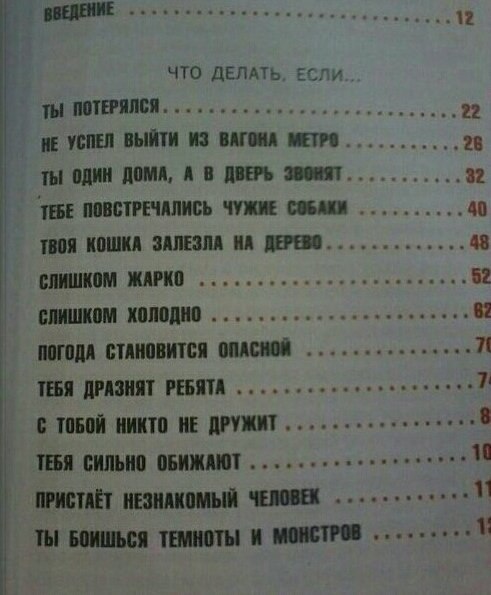 ВВЕДЕНИЕ 12
ЧТО ДЕЛАТЬ, ЕСЛИ...
ТЫ ПОТЕРЯЛСЯ 22
НЕ УСПЕЛ ВЫЙТИ ИЗ ВАГОНА МЕТРО 26
ТЫ ОДИН ДОМА, А В ДВЕРЬ ЗВОНЯТ 32
ТЕБЕ ПОВСТРЕЧАЛИСЬ ЧУЖИЕ СОБАКИ 40
ТВОЯ КОШКА ЗАЛЕЗЛА НА ДЕРЕВО 48
СЛИШКОМ ЖАРКО 52
СЛИШКОМ ХОЛОДНО 62
ПОГОДА СТАНОВИТСЯ ОПАСНОЙ 70
ТЕБЯ ДРАЗНЯТ РЕБЯТА 7
С ТОБОЙ НИКТО НЕ ДРУЖИТ 8
ТЕБЯ СИЛЬНО ОБИЖАЮТ 10
ПРИСТАЁТ НЕЗНАКОМЫЙ ЧЕЛОВЕК 11
ТЫ БОИШЬСЯ ТЕМНОТЫ И МОНСТРОВ 1